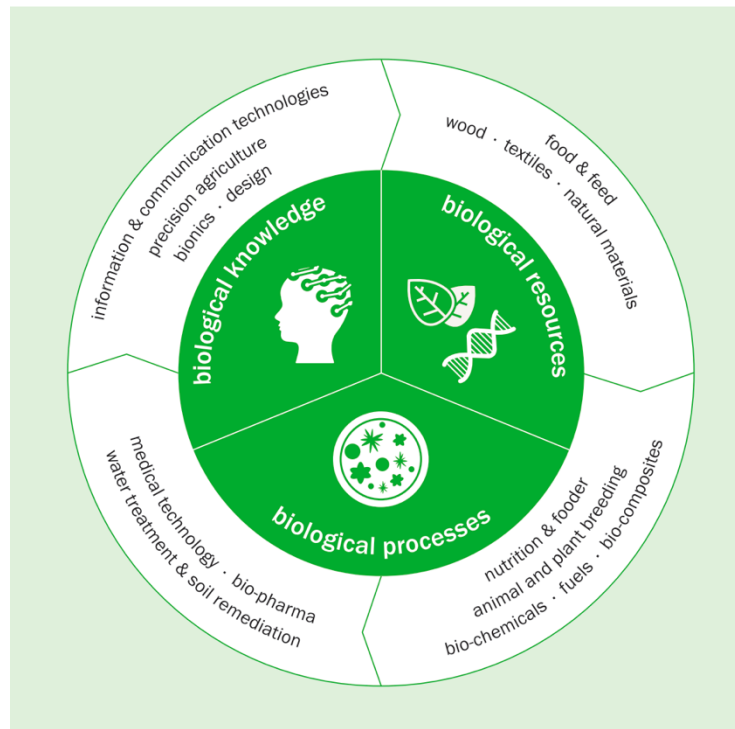 information & communication technologies
precision agriculture
bionics · design
food & feed
wood · textiles · natural materials
biological knowledge
biological resources
biological processes
medical technology · bio-pharma
water treatment & soil remediation
nutrition & fooder
animal and plant breeding
bio-chemicals · fuels · bio-composites